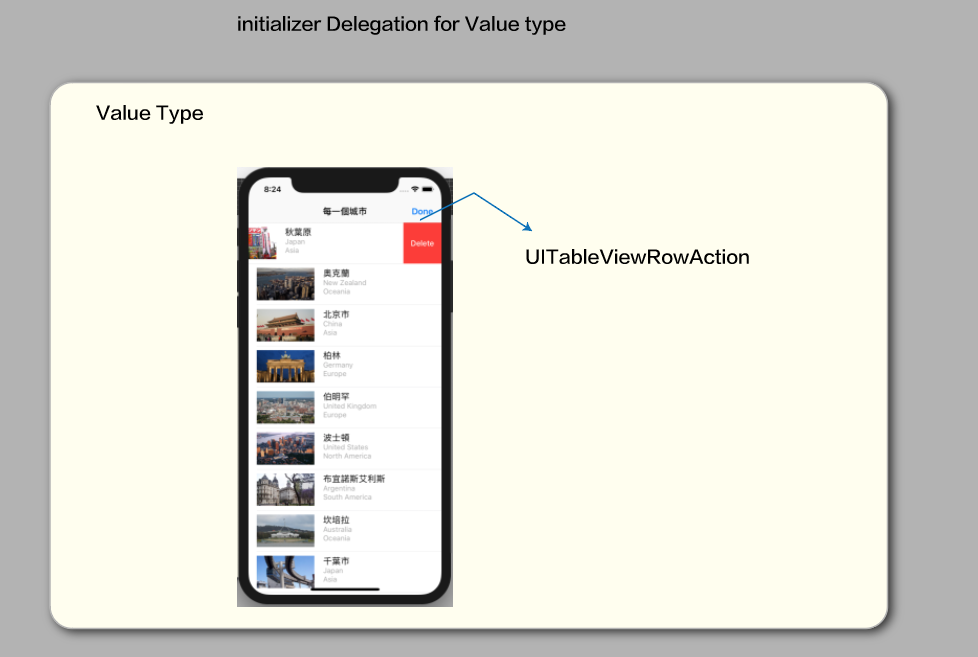 initializer Delegation for Value type
Value Type
8:24
每一個城市
Done
秋葉原
Japan
Asia
Delete
UITableViewRowAction
奧克蘭
New Zealand
Oceania
北京市
China
Asia
柏林
Germany
Europe
伯明罕
United Kingdom
Europe
波士頓
United States
North America
布宜諾斯艾利斯
Argentina
South America
坎培拉
Australia
Oceania
千葉市
Japan
Asia